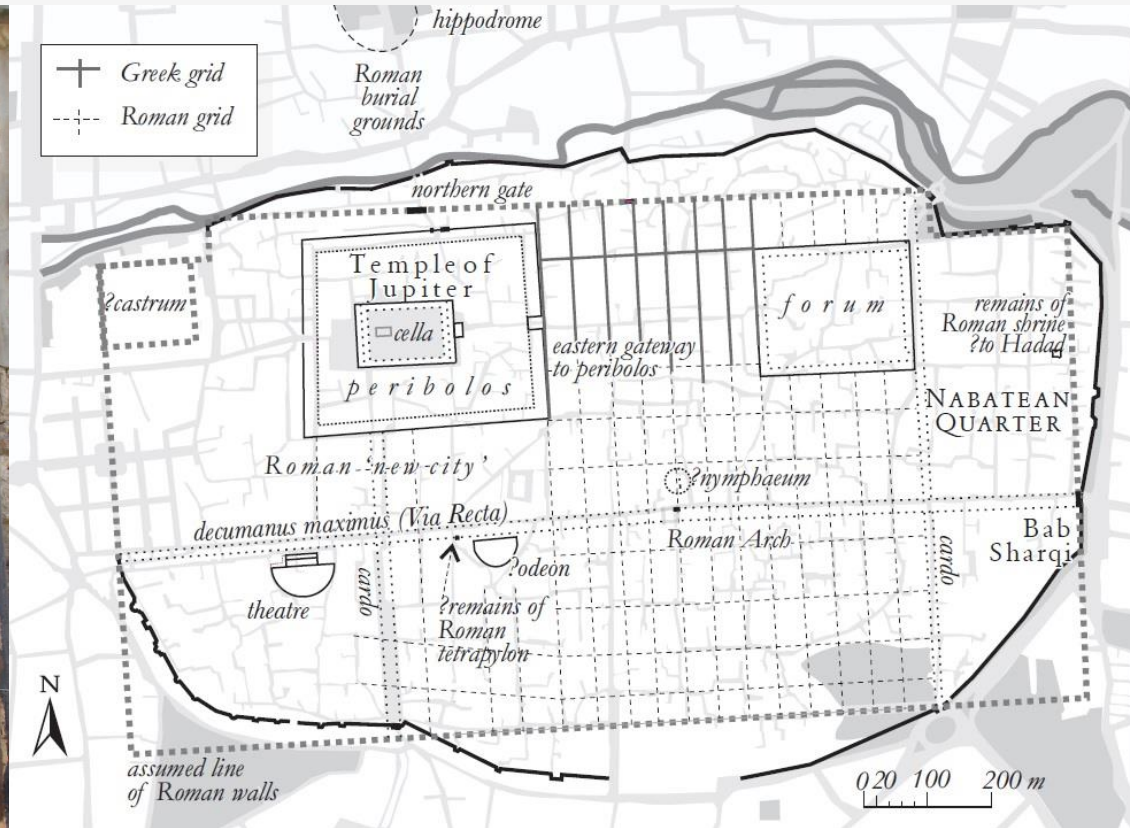 hippodrome
Greek grid
Roman grid
Roman
burial
grounds
northern gate
Temple of
Jupiter
?castrum
cella
forum
remains of
Roman shrine
?to Hadad
eastern gateway
to peribolos
peribolos
NABATEAN
QUARTER
Roman 'new city'
?nymphaeum
decumanus maximus (Via Recta)
Roman Arch
Bab
Sharqi
?odeon
cardo
cardo
theatre
?remains of
Roman
tetrapylon
N
assumed line
of Roman walls
0 20 100 200 m